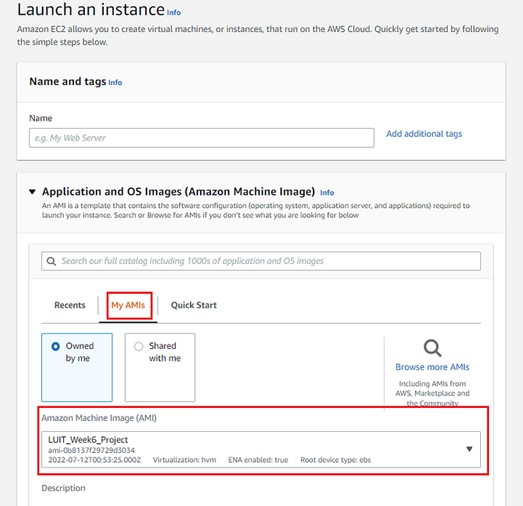 Launch an instance Info
Amazon EC2 allows you to create virtual machines, or instances, that run on the AWS Cloud. Quickly get started by following
the simple steps below.
Name and tags Info
Name
e.g. My Web Server
Add additional tags
Application and OS Images (Amazon Machine Image) Info
An AMI is a template that contains the software configuration (operating system, application server, and applications) required to
launch your instance. Search or Browse for AMIs if you don't see what you are looking for below
Search our full catalog including 1000s of application and OS images
Recents My AMIs Quick Start
Owned
by me
Shared
with me
Browse more AMIs
Including AMIs from
AWS, Marketplace and
the Community
Amazon Machine Image (AMI)
LUIT_Week6_Project
ami-0b8137f29729d3034
2022-07-12T00:53:25.000Z Virtualization: hvm ENA enabled: true Root device type: ebs
Description